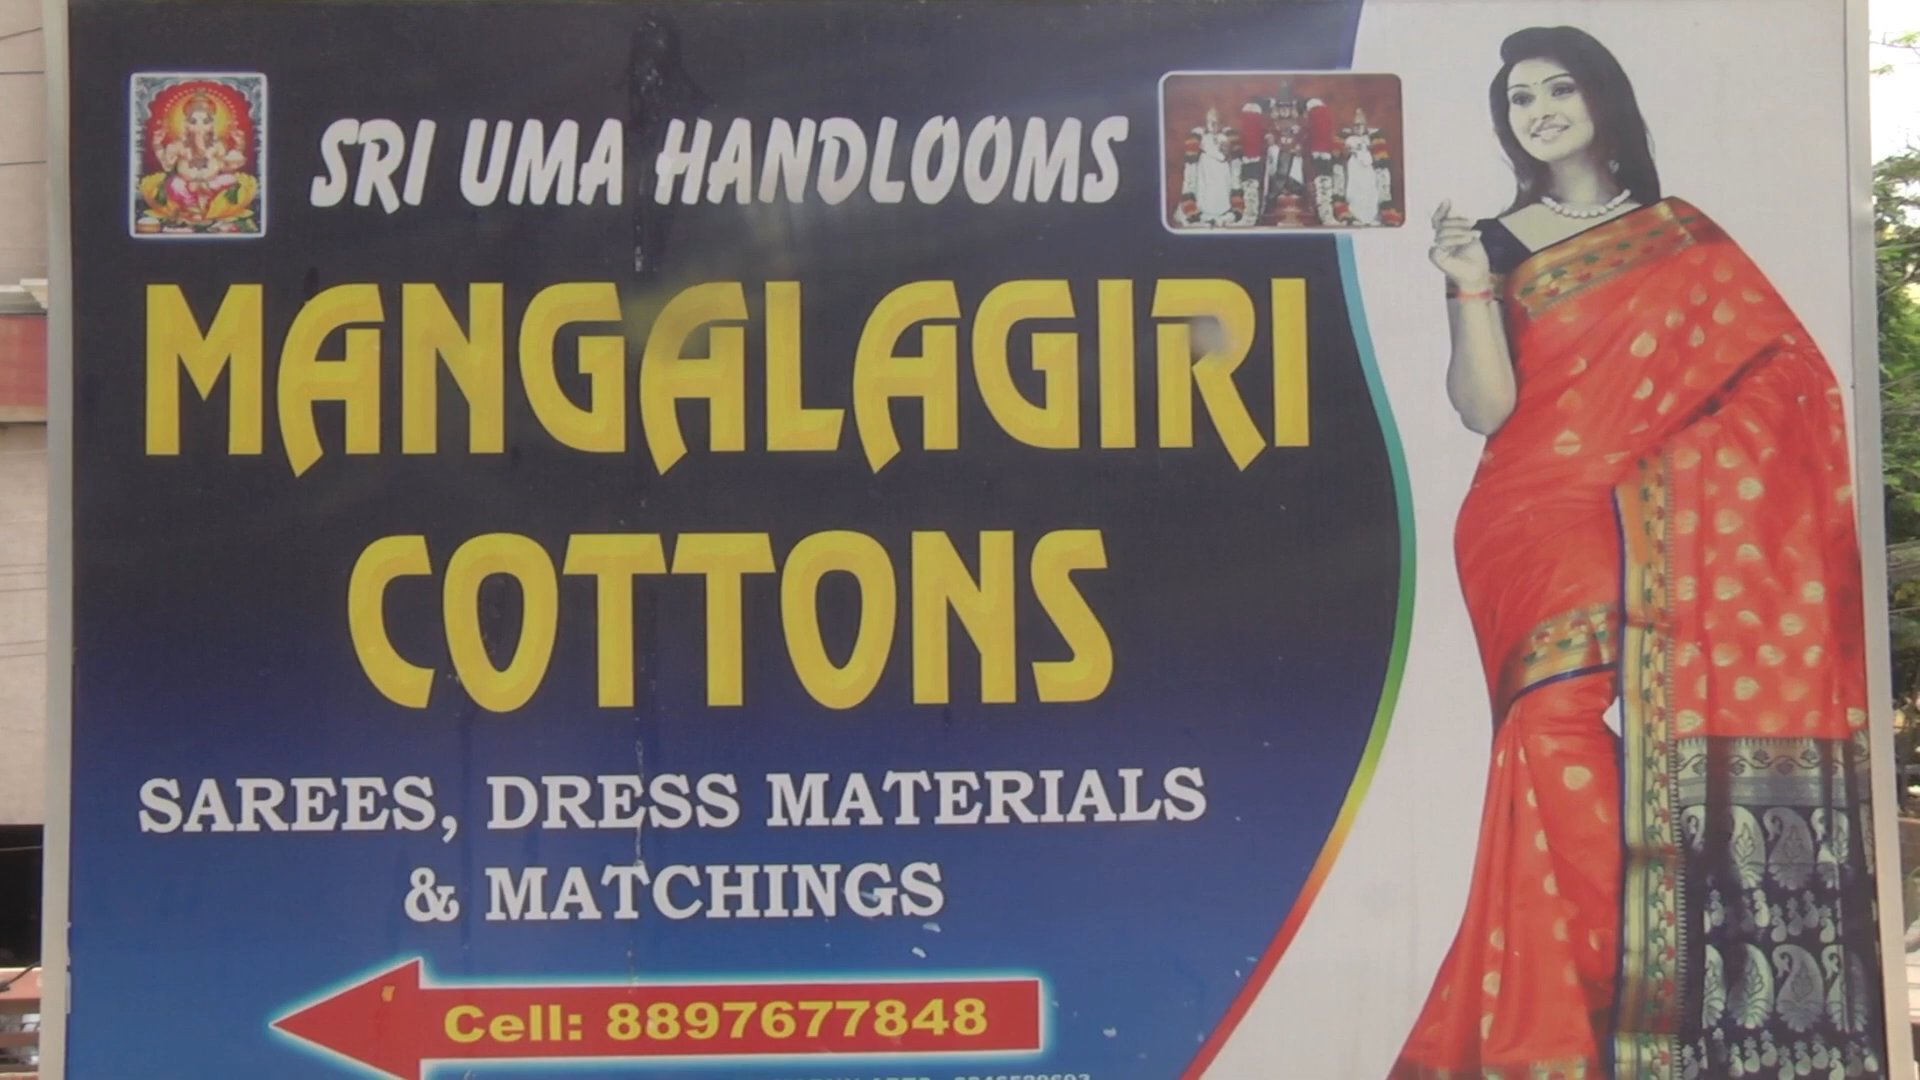 SRI UMA HANDLOOMS
MANGALAGIRI
COTTONS
SAREES, DRESS MATERIALS
& MATCHINGS
Cell: 8897677848